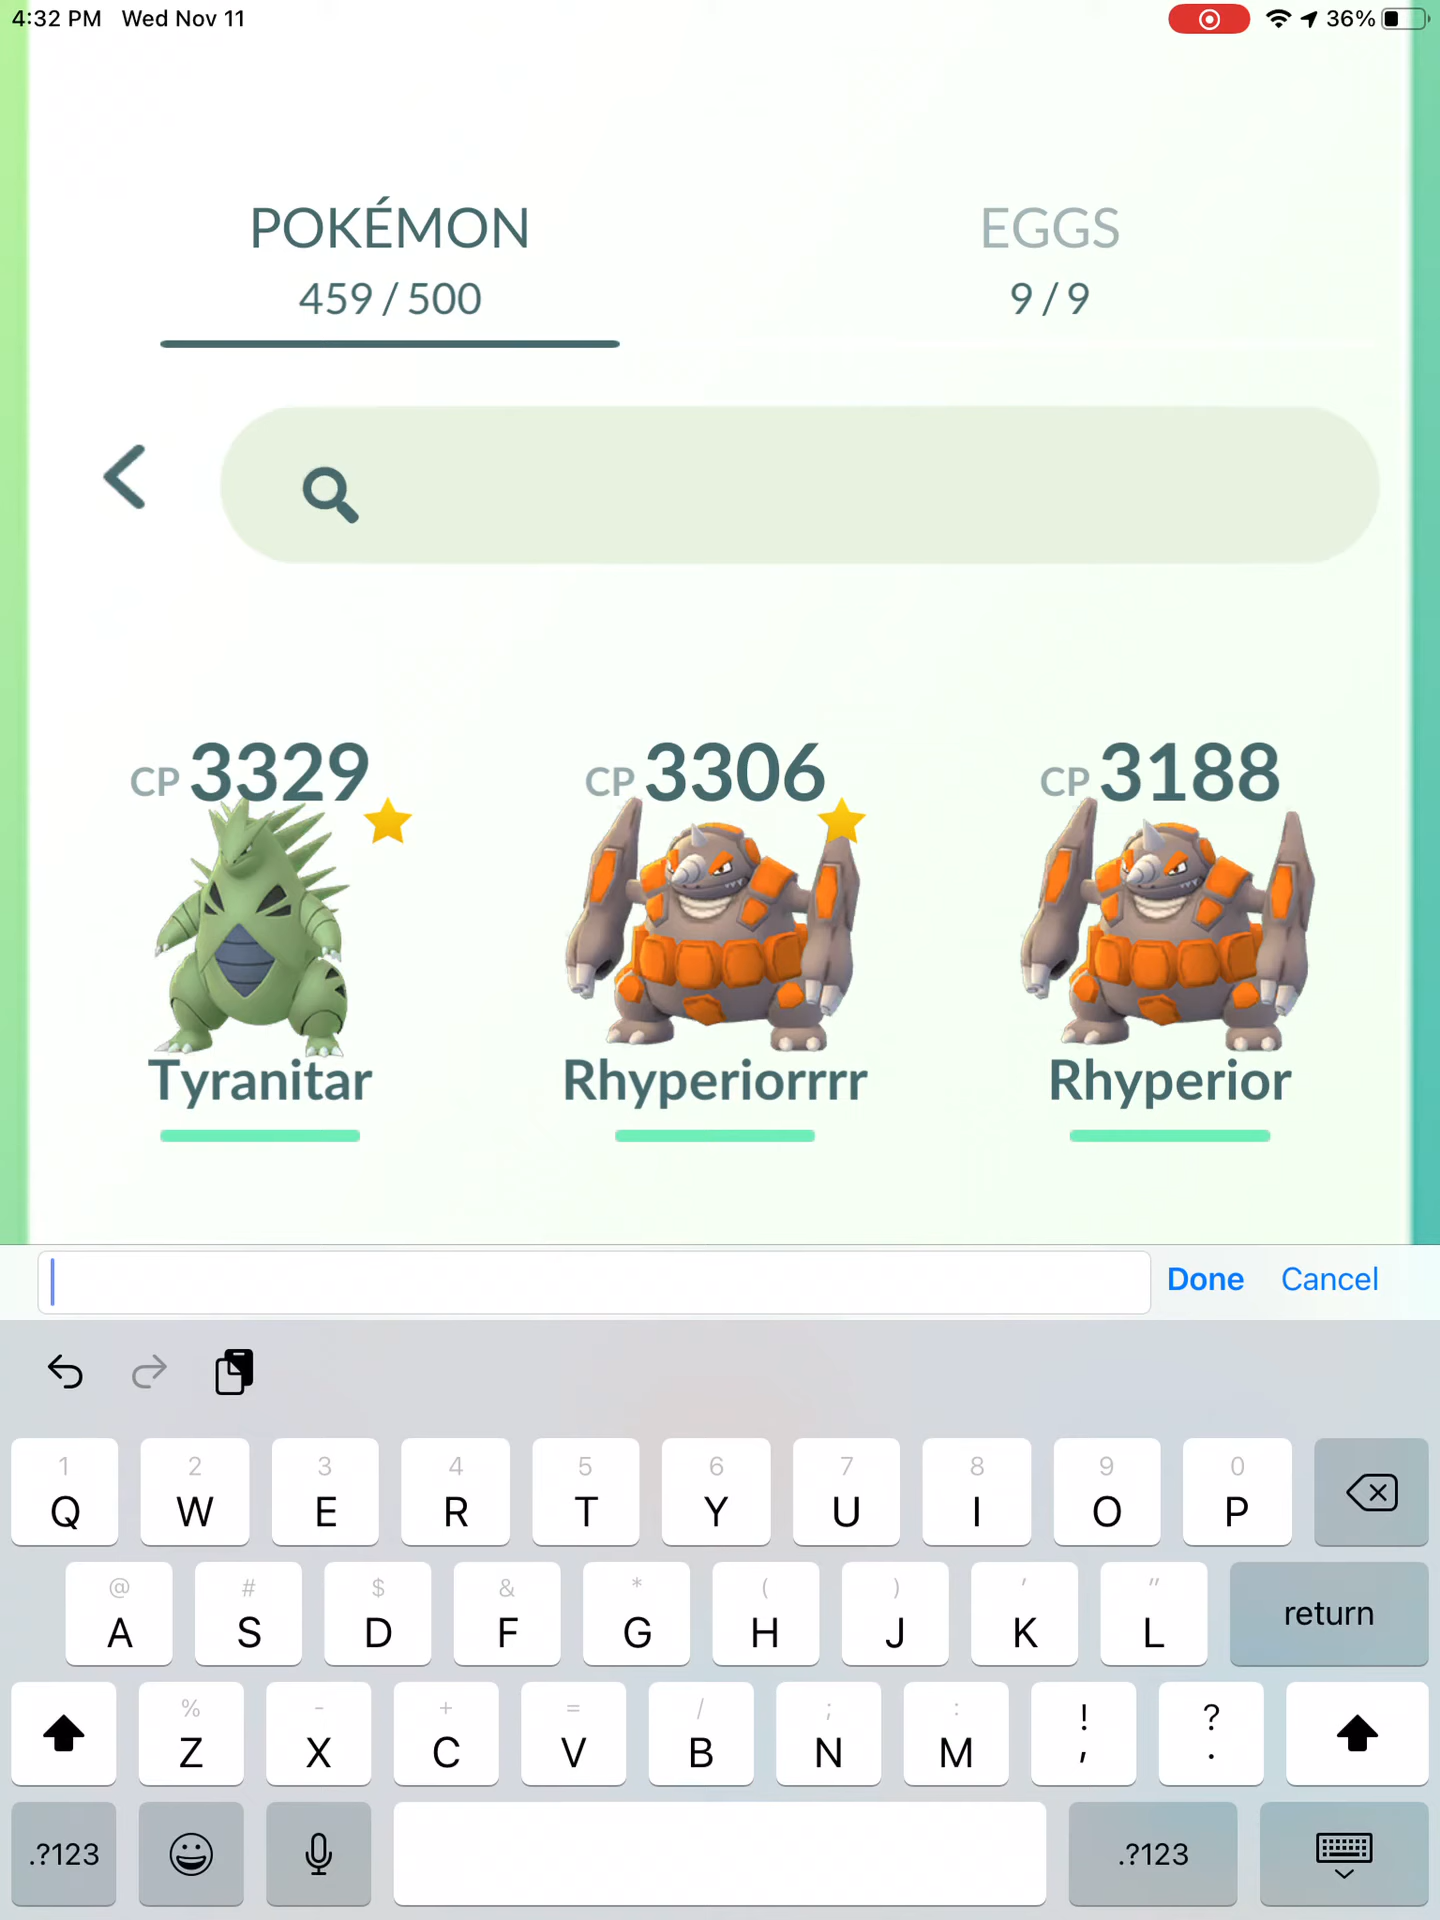 4:32 PM Wed Nov 11 36%
POKÉMON EGGS
459 / 500 9 / 9
CP 3329 CP 3306 CP 3188
Tyranitar Rhyperiorrrr Rhyperior
Done Cancel
1 2 3 4 5 6 7 8 9 0
Q W E R T Y U I O P
@ # $ & * ( ) ' "
A S D F G H J K L return
% - + = / ; : ! ?
Z X C V B N M , .
.?123 .?123